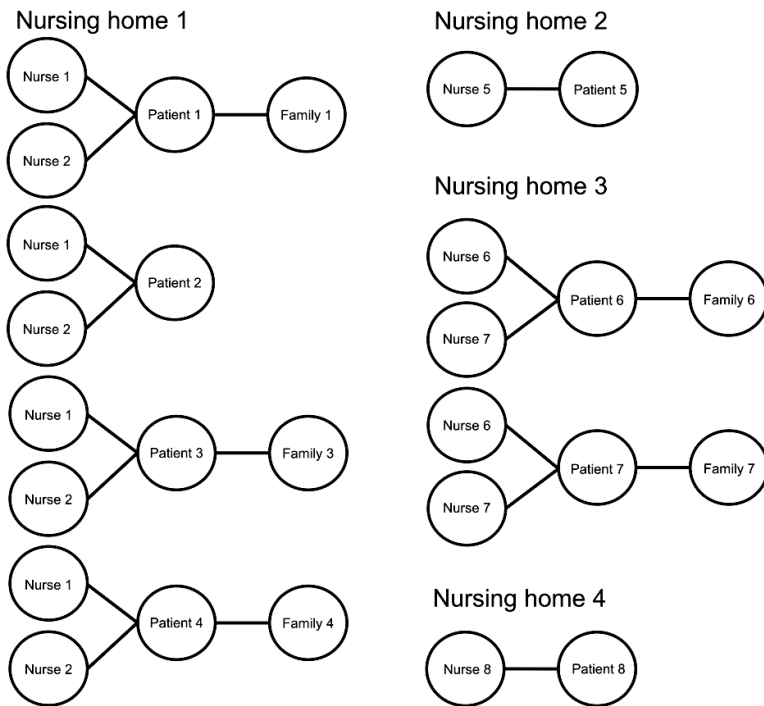 Nursing home 1
Nurse 1
Patient 1
Family 1
Nurse 2
Nurse 1
Patient 2
Nurse 2
Nurse 1
Patient 3
Family 3
Nurse 2
Nurse 1
Patient 4
Family 4
Nurse 2
Nursing home 2
Nurse 5
Patient 5
Nursing home 3
Nurse 6
Patient 6
Family 6
Nurse 7
Nurse 6
Patient 7
Family 7
Nurse 7
Nursing home 4
Nurse 8
Patient 8